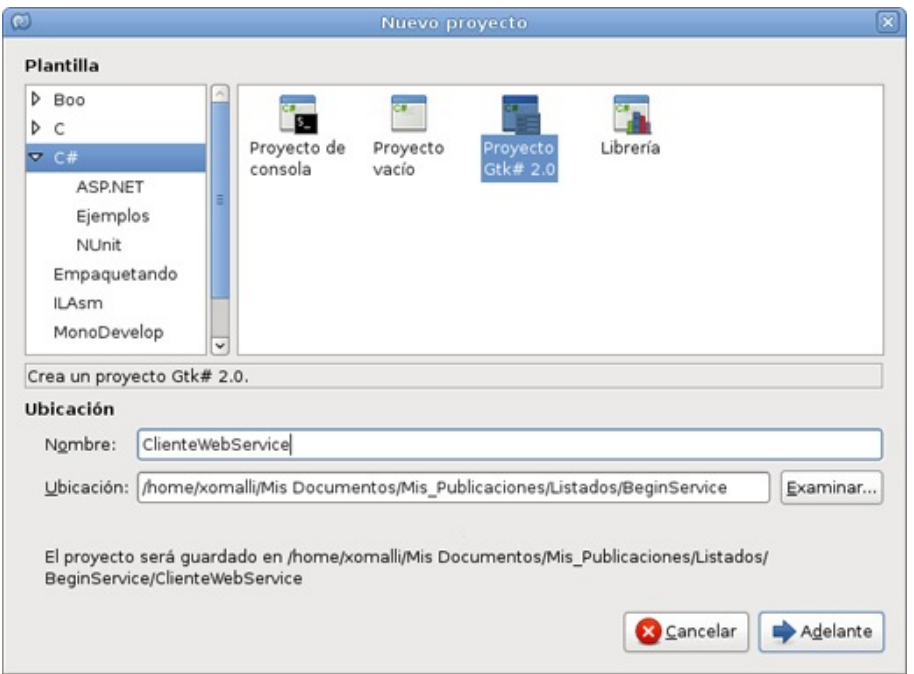 Nuevo proyecto
Plantilla
Boo
C
C#
ASP.NET
Ejemplos
NUnit
Empaquetando
ILAsm
MonoDevelop
Proyecto de
consola
Proyecto
vacío
Proyecto
Gtk# 2.0
Librería
Crea un proyecto Gtk# 2.0.
Ubicación
Nombre: ClienteWebService
Ubicación: /home/xomalli/Mis Documentos/Mis_Publicaciones/Listados/BeginService Examinar...
El proyecto será guardado en /home/xomalli/Mis Documentos/Mis_Publicaciones/Listados/
BeginService/ClienteWebService
Cancelar Adelante